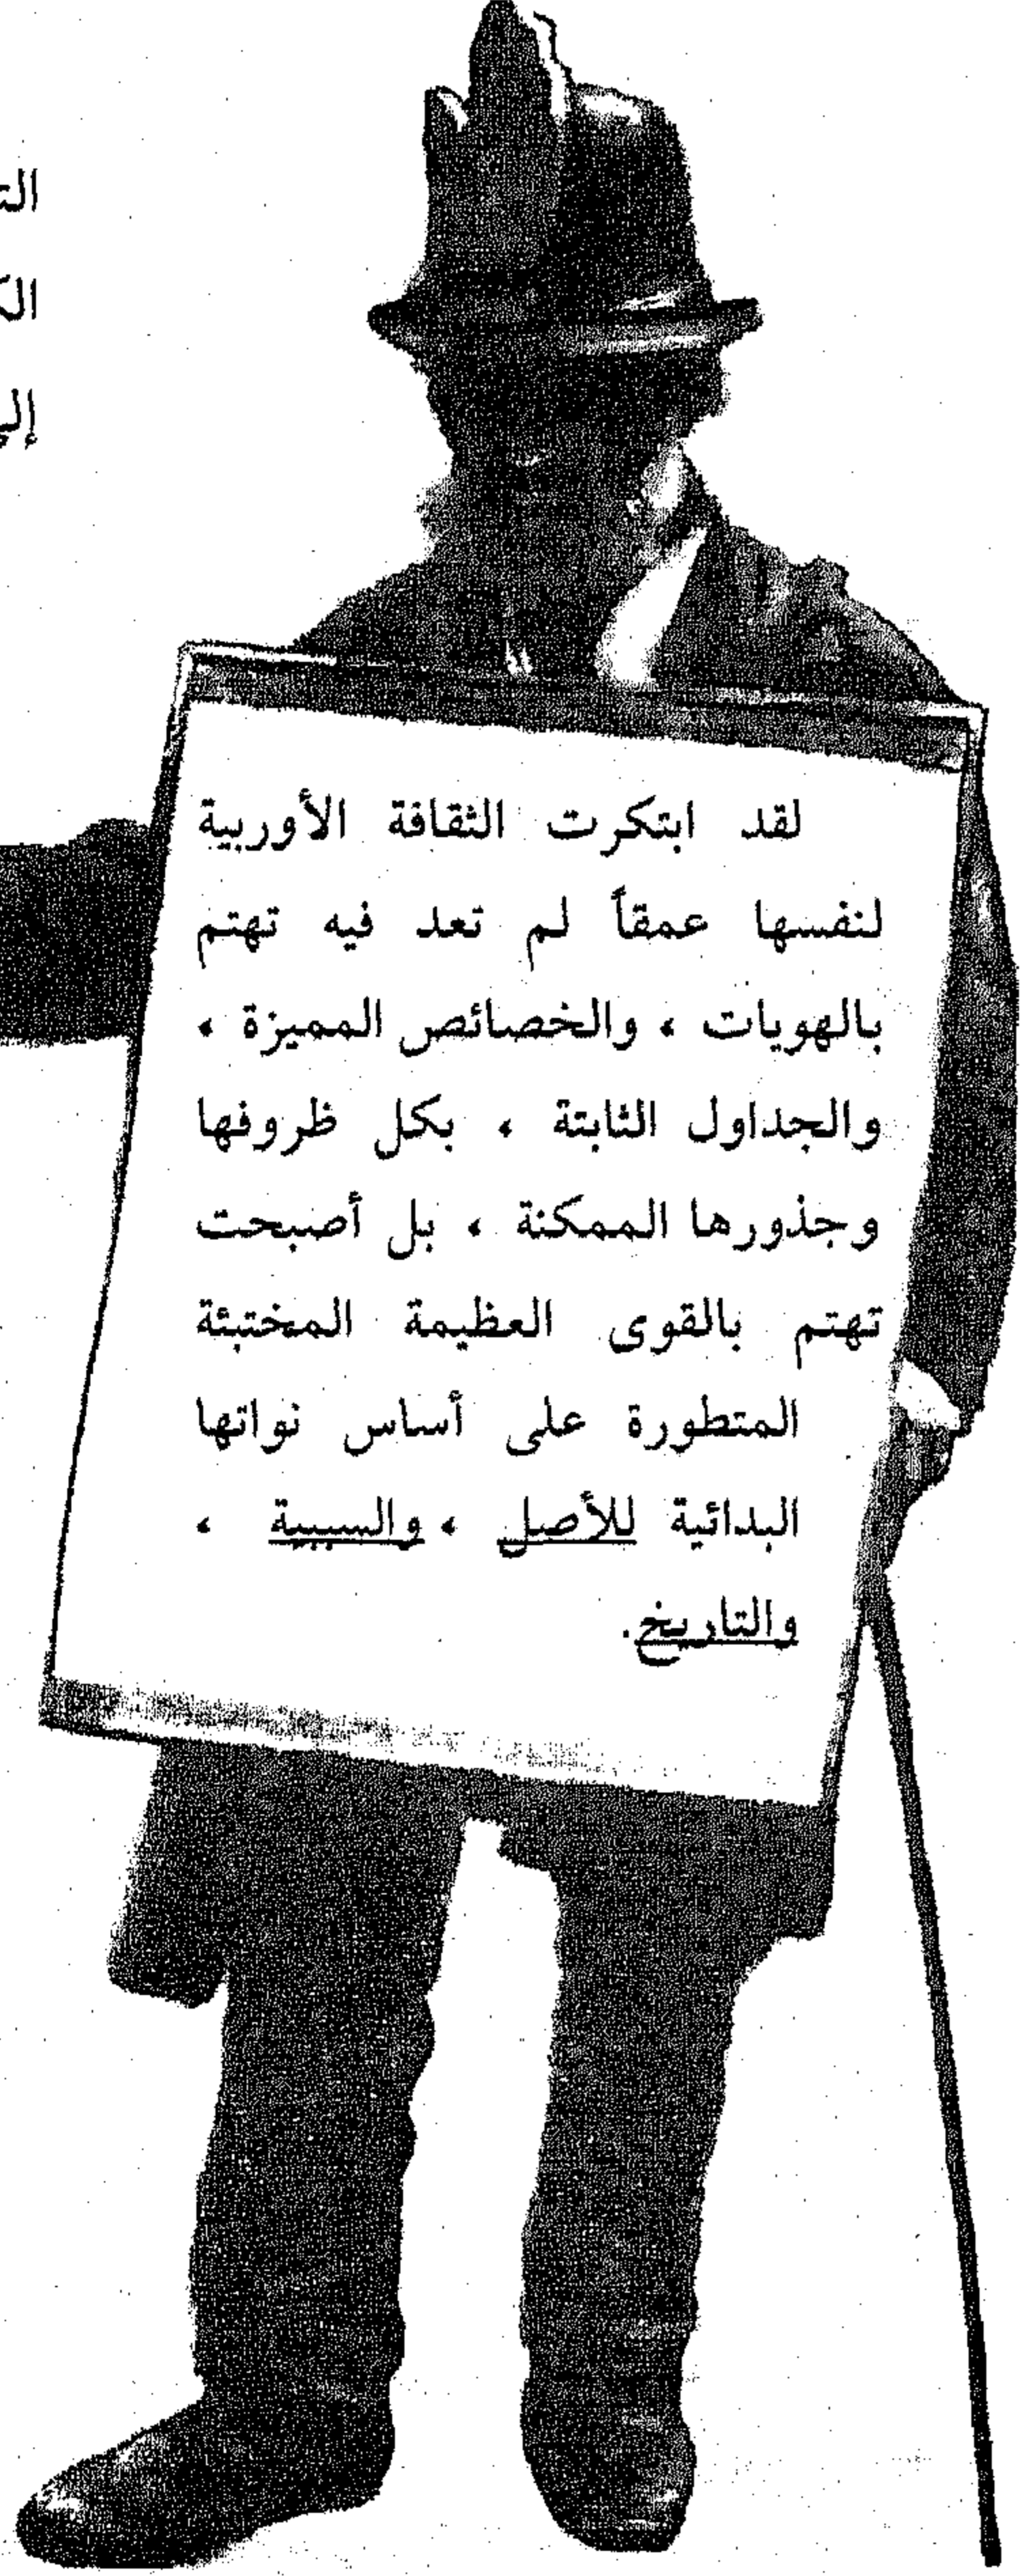 لقد ابتكرت الثقافة الأوربية
لنفسها عمقاً لم تعد فيه تهتم
بالهويات ، والخصائص المميزة ،
والجداول الثابتة ، بكل ظروفها
وجذورها الممكنة ، بل أصبحت
تهتم بالقوى العظيمة المختبئة
المتطورة على أساس نواتها
البدائية للأصل ، والسببية ،
والتاريخ.